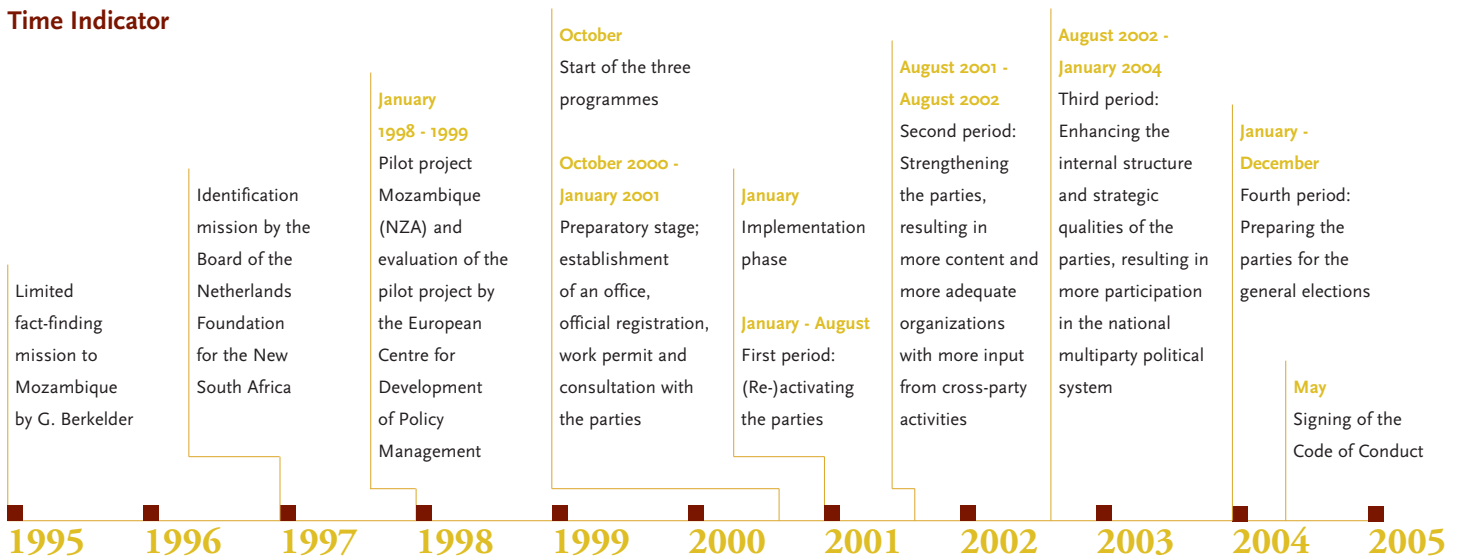 Time Indicator
Limited
fact-finding
mission to
Mozambique
by G. Berkelder
Identification
mission by the
Board of the
Netherlands
Foundation
for the New
South Africa
January
1998 - 1999
Pilot project
Mozambique
(NZA) and
evaluation of the
pilot project by
the European
Centre for
Development
of Policy
Management
October
Start of the three
programmes
October 2000 -
January 2001
Preparatory stage;
establishment
of an office,
official registration,
work permit and
consultation with
the parties
January
Implementation
phase
January - August
First period:
(Re-)activating
the parties
August 2001 -
August 2002
Second period:
Strengthening
the parties,
resulting in
more content and
more adequate
organizations
with more input
from cross-party
activities
August 2002 -
January 2004
Third period:
Enhancing the
internal structure
and strategic
qualities of the
parties, resulting in
more participation
in the national
multiparty political
system
January -
December
Fourth period:
Preparing the
parties for the
general elections
May
Signing of the
Code of Conduct
1995 1996 1997 1998 1999 2000 2001 2002 2003 2004 2005